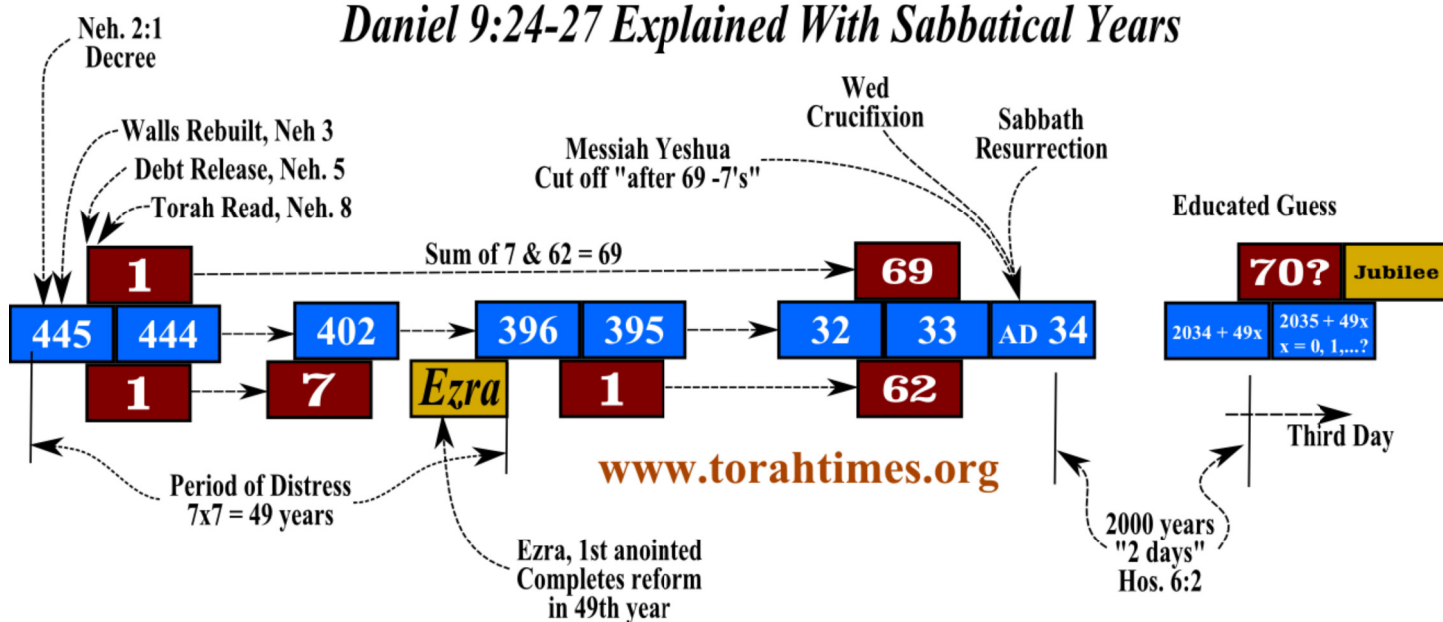 Daniel 9:24-27 Explained With Sabbatical Years
Neh. 2:1
Decree
Walls Rebuilt, Neh 3
Debt Release, Neh. 5
Torah Read, Neh. 8
Messiah Yeshua
Cut off "after 69 -7's"
Wed
Crucifixion
Sabbath
Resurrection
Educated Guess
Sum of 7 & 62 = 69
1
69
70?
Jubilee
445
444
402
396
395
32
33
AD 34
2034 + 49x
2035 + 49x
x = 0, 1,...?
1
7
Ezra
1
62
Third Day
Period of Distress
7x7 = 49 years
www.torahtimes.org
Ezra, 1st anointed
Completes reform
in 49th year
2000 years
"2 days"
Hos. 6:2